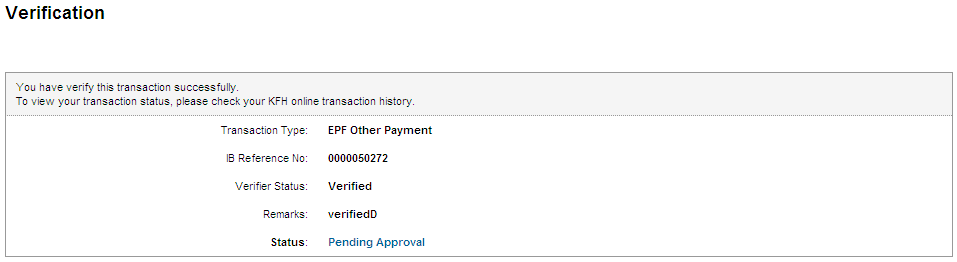 Verification
You have verify this transaction successfully.
To view your transaction status, please check your KFH online transaction history.
Transaction Type: EPF Other Payment
IB Reference No: 0000050272
Verifier Status: Verified
Remarks: verifiedD
Status: Pending Approval